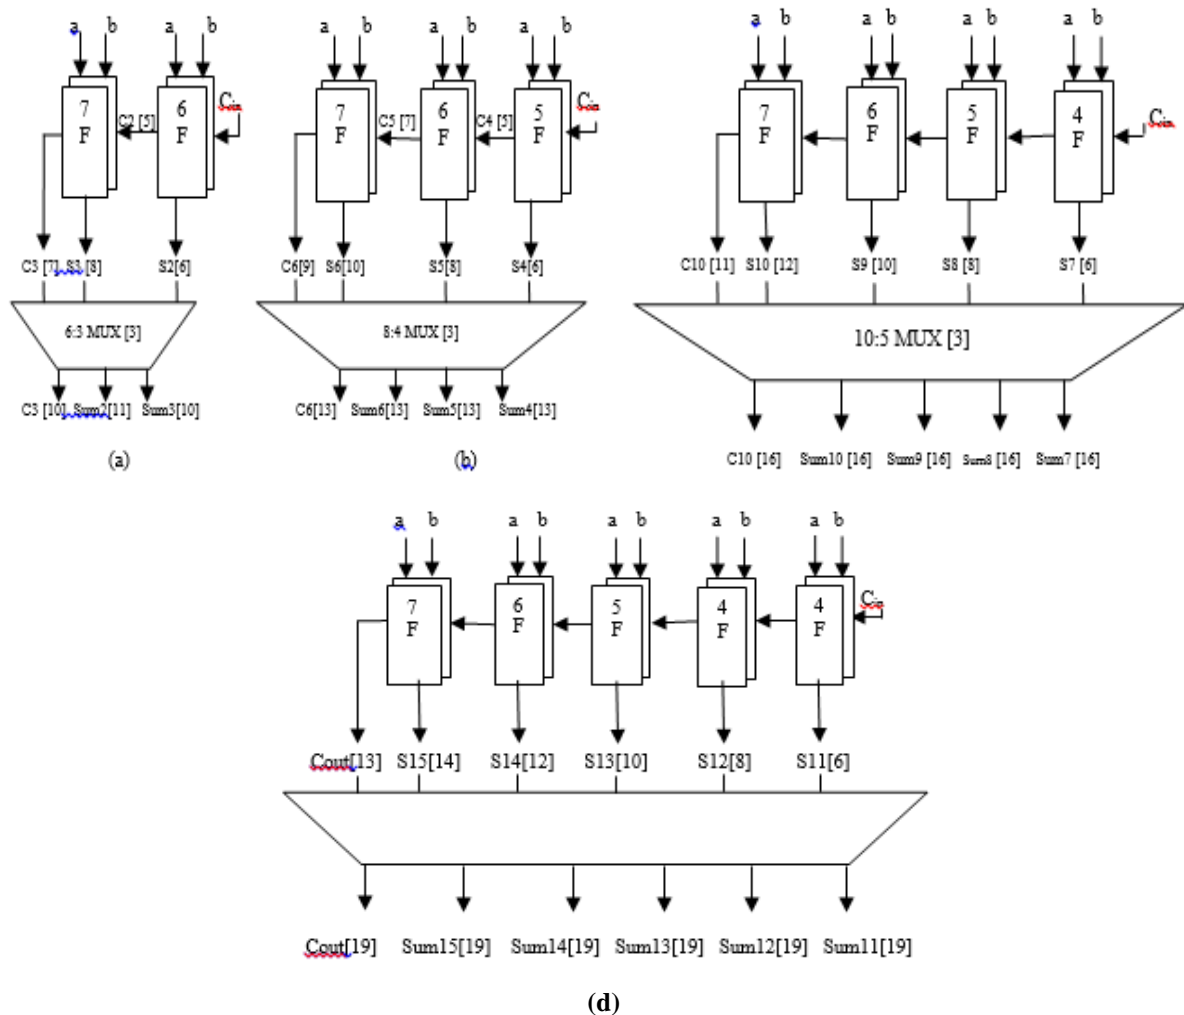 a b a b
7 F 6 F
C2 [5]
Cin
C3 [7] S3 [8] S2[6]
6:3 MUX [3]
C3 [10] Sum2[11] Sum3[10]
(a)
a b a b a b
7 F 6 F 5 F
C5 [7] C4 [5]
Cin
C6[9] S6[10] S5[8] S4[6]
8:4 MUX [3]
C6[13] Sum6[13] Sum5[13] Sum4[13]
(b)
a b a b a b a b
7 F 6 F 5 F 4 F
Cin
C10 [11] S10 [12] S9 [10] S8 [8] S7 [6]
10:5 MUX [3]
C10 [16] Sum10 [16] Sum9 [16] Sum8 [16] Sum7 [16]
a b a b a b a b a b
7 F 6 F 5 F 4 F 4 F
Cin
Cout[13] S15[14] S14[12] S13[10] S12[8] S11[6]
Cout[19] Sum15[19] Sum14[19] Sum13[19] Sum12[19] Sum11[19]
(d)